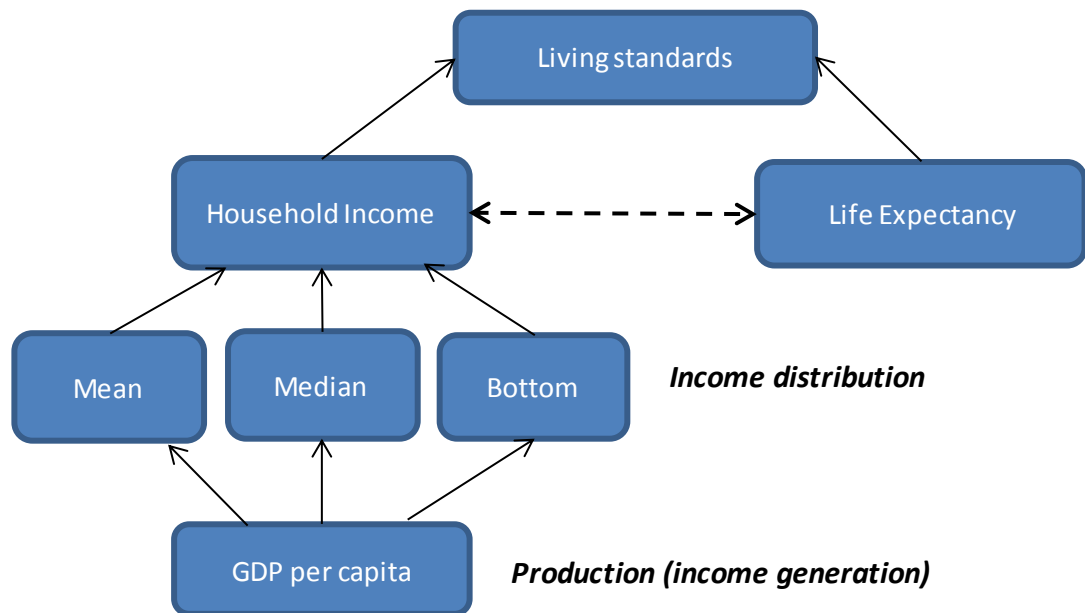 Living standards
Household Income
Life Expectancy
Mean
Median
Bottom
Income distribution
GDP per capita
Production (income generation)